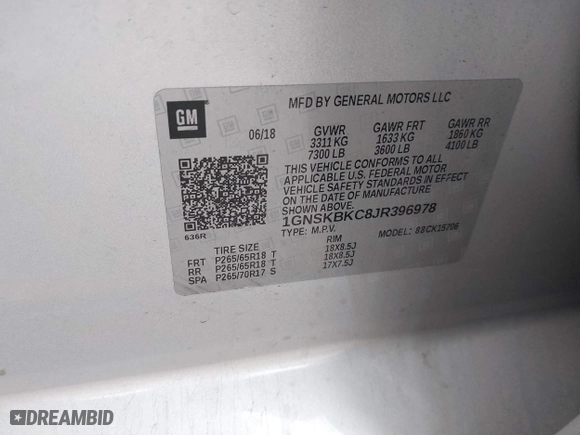 GM
MFD BY GENERAL MOTORS LLC
06/18 GVWR GAWR FRT GAWR RR
3311 KG 1633 KG 1860 KG
7300 LB 3600 LB 4100 LB
THIS VEHICLE CONFORMS TO ALL
APPLICABLE U.S. FEDERAL MOTOR
VEHICLE SAFETY STANDARDS IN EFFECT
ON THE DATE OF MANUFACTURE
1GNSKBKC8JR396978
636R TYPE: M.P.V. MODEL: 88CK15706
TIRE SIZE RIM
FRT P265/65R18 T 18X8.5J
RR P265/65R18 T 18X8.5J
SPA P265/70R17 S 17X7.5J
DREAMBID